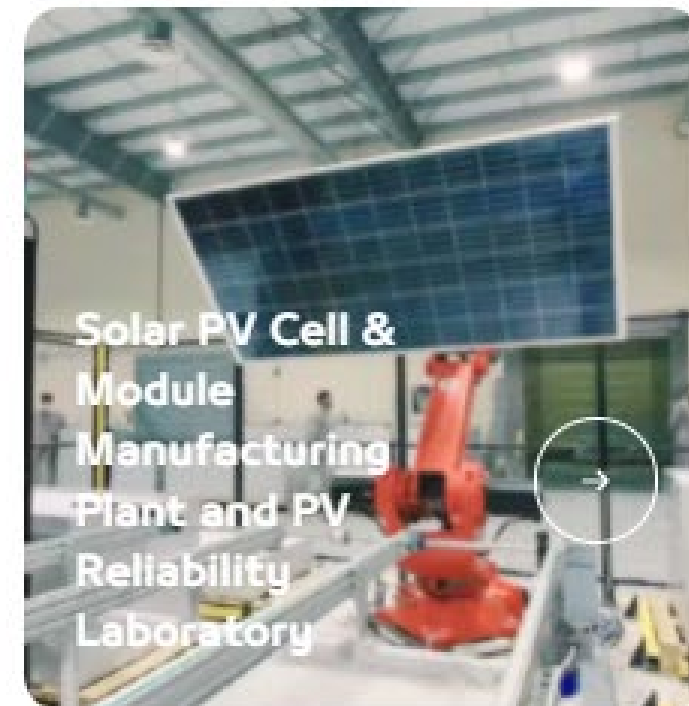 Solar PV Cell &
Module
Manufacturing
Plant and PV
Reliability
Laboratory